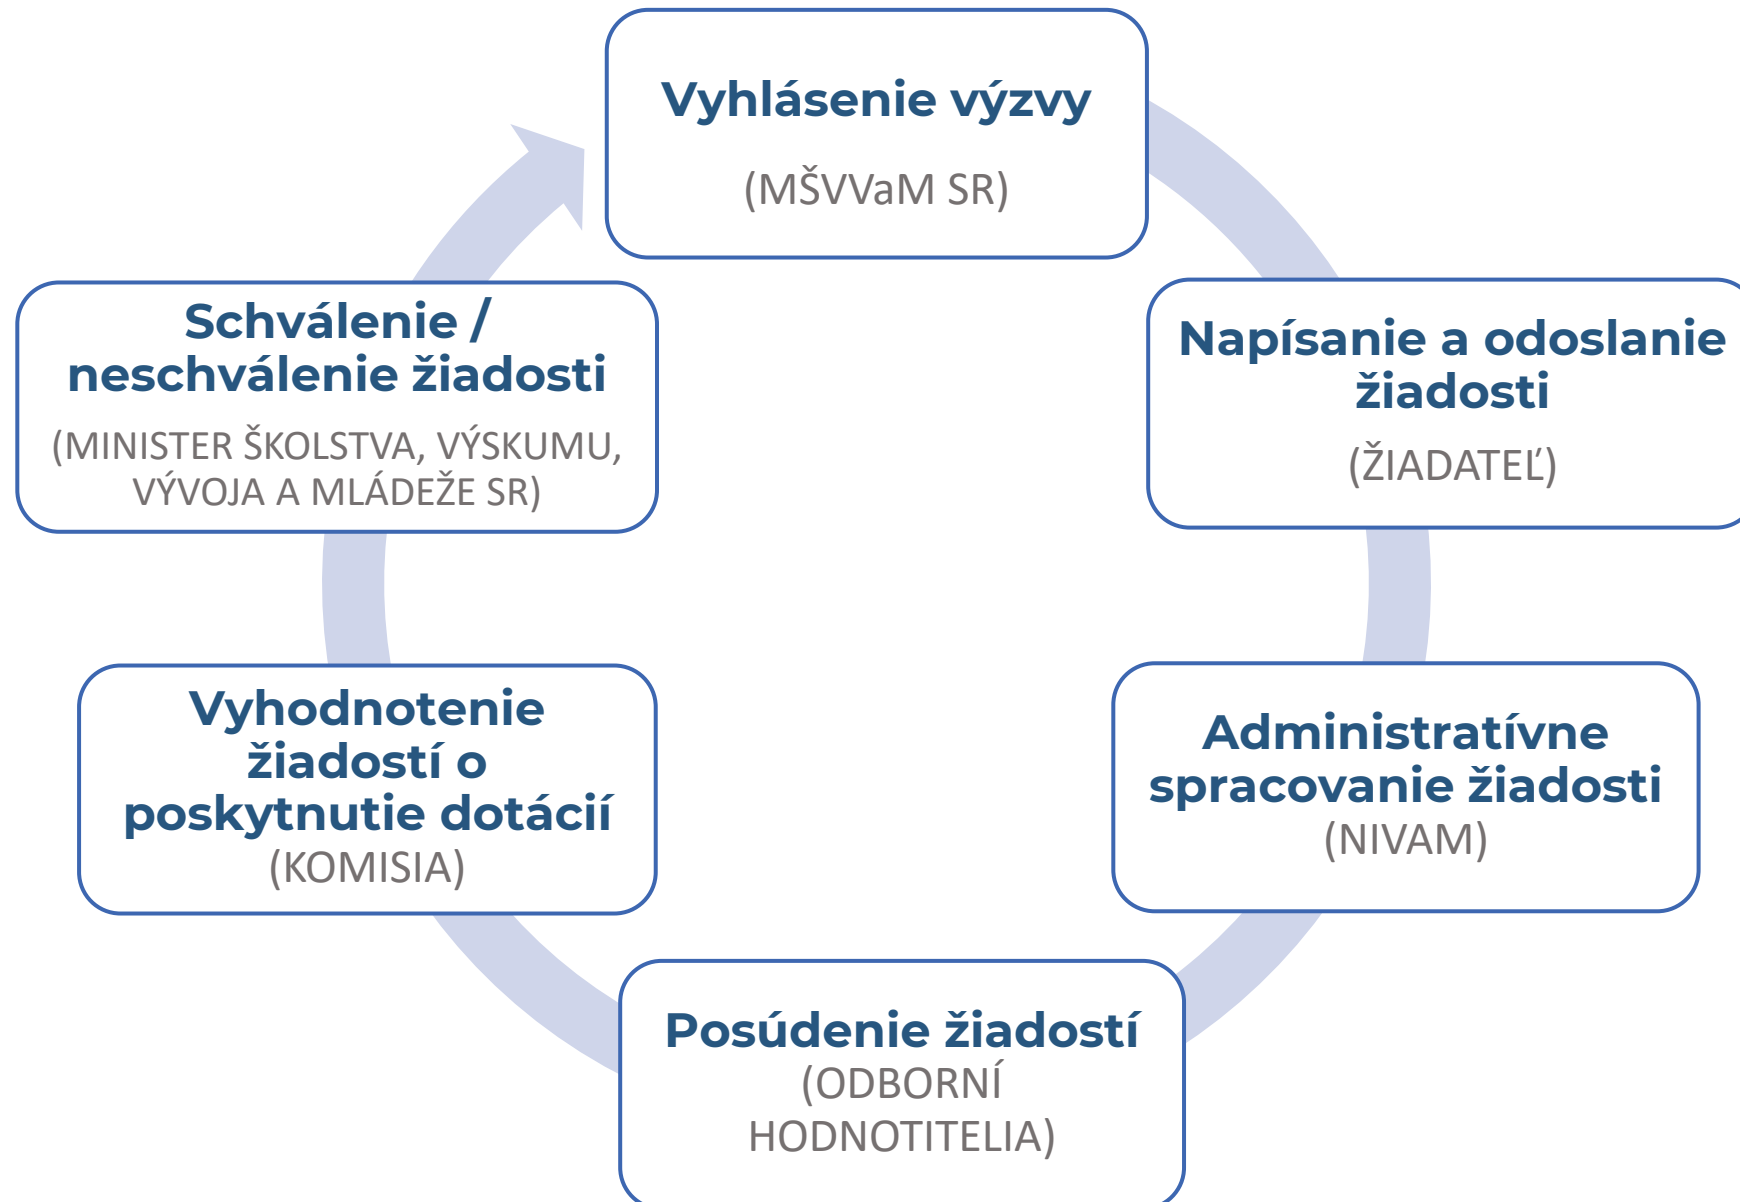 Vyhlásenie výzvy
(MŠVVaM SR)
Napísanie a odoslanie
žiadosti
(ŽIADATEĽ)
Administratívne
spracovanie žiadosti
(NIVAM)
Posúdenie žiadostí
(ODBORNÍ
HODNOTITELIA)
Vyhodnotenie
žiadostí o
poskytnutie dotácií
(KOMISIA)
Schválenie /
neschválenie žiadosti
(MINISTER ŠKOLSTVA, VÝSKUMU,
VÝVOJA A MLÁDEŽE SR)